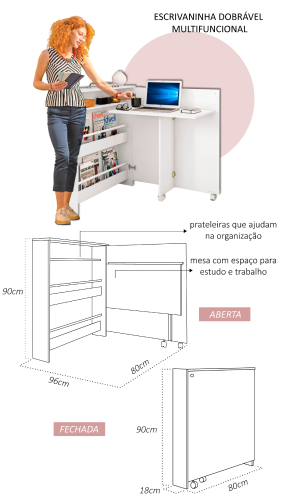 ESCRIVANINHA DOBRÁVEL
MULTIFUNCIONAL
prateleiras que ajudam
na organização
mesa com espaço para
estudo e trabalho
90cm
ABERTA
80cm
96cm
FECHADA
90cm
18cm
80cm